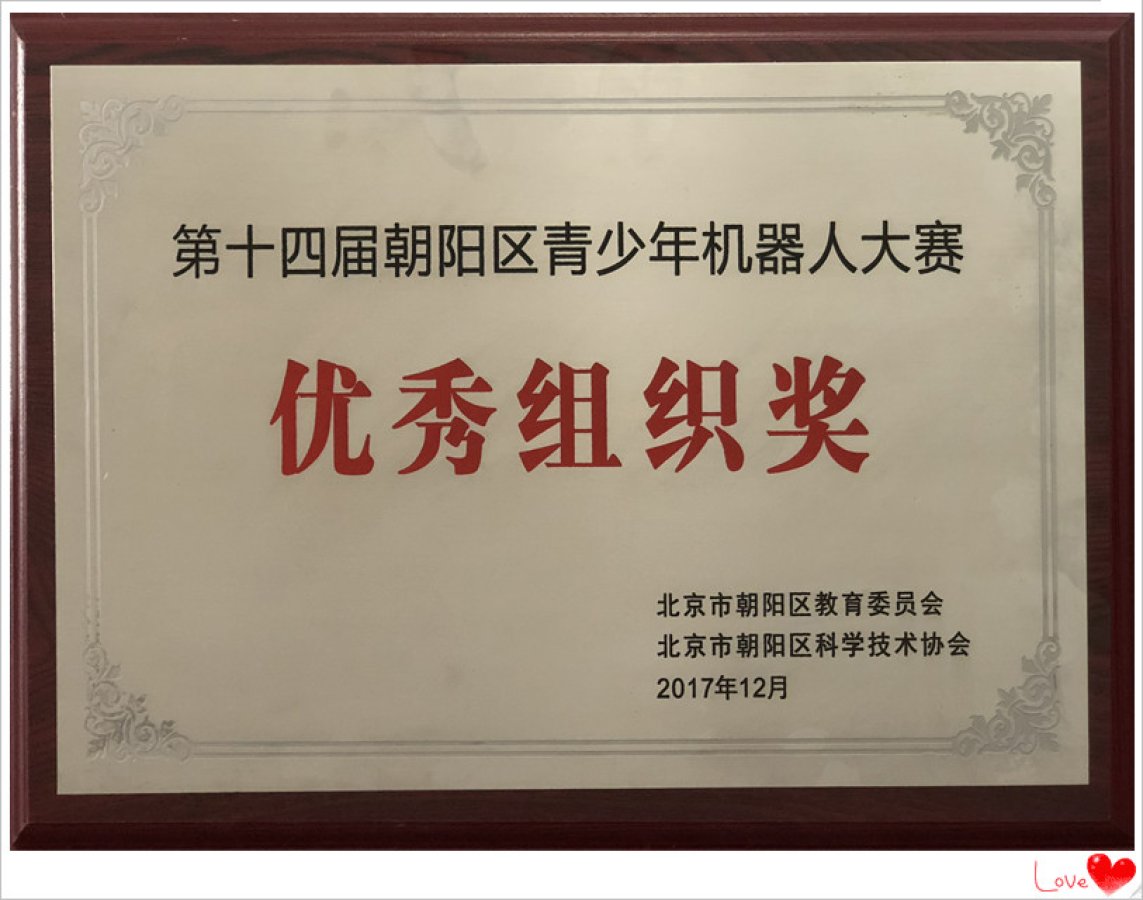 第十四届朝阳区青少年机器人大赛
优秀组织奖
北京市朝阳区教育委员会
北京市朝阳区科学技术协会
2017年12月
Love